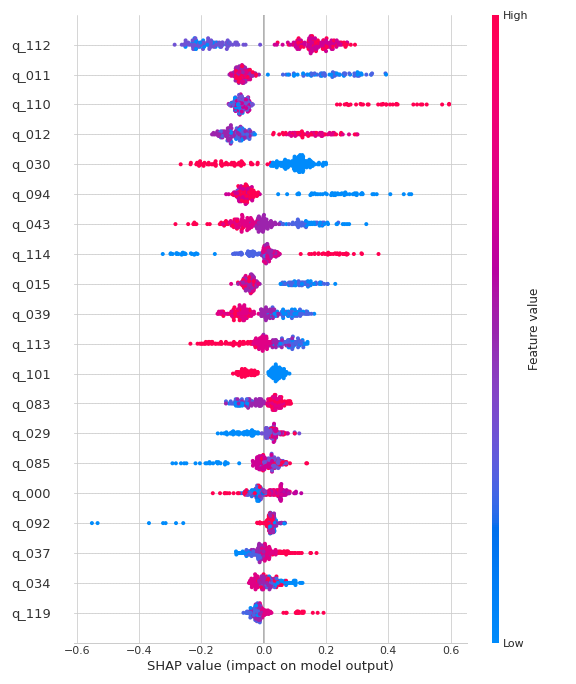 High
q_112
q_011
q_110
q_012
q_030
q_094
q_043
q_114
q_015
q_039
q_113
q_101
q_083
q_029
q_085
q_000
q_092
q_037
q_034
q_119
Feature value
Low
−0.6 −0.4 −0.2 0.0 0.2 0.4 0.6
SHAP value (impact on model output)